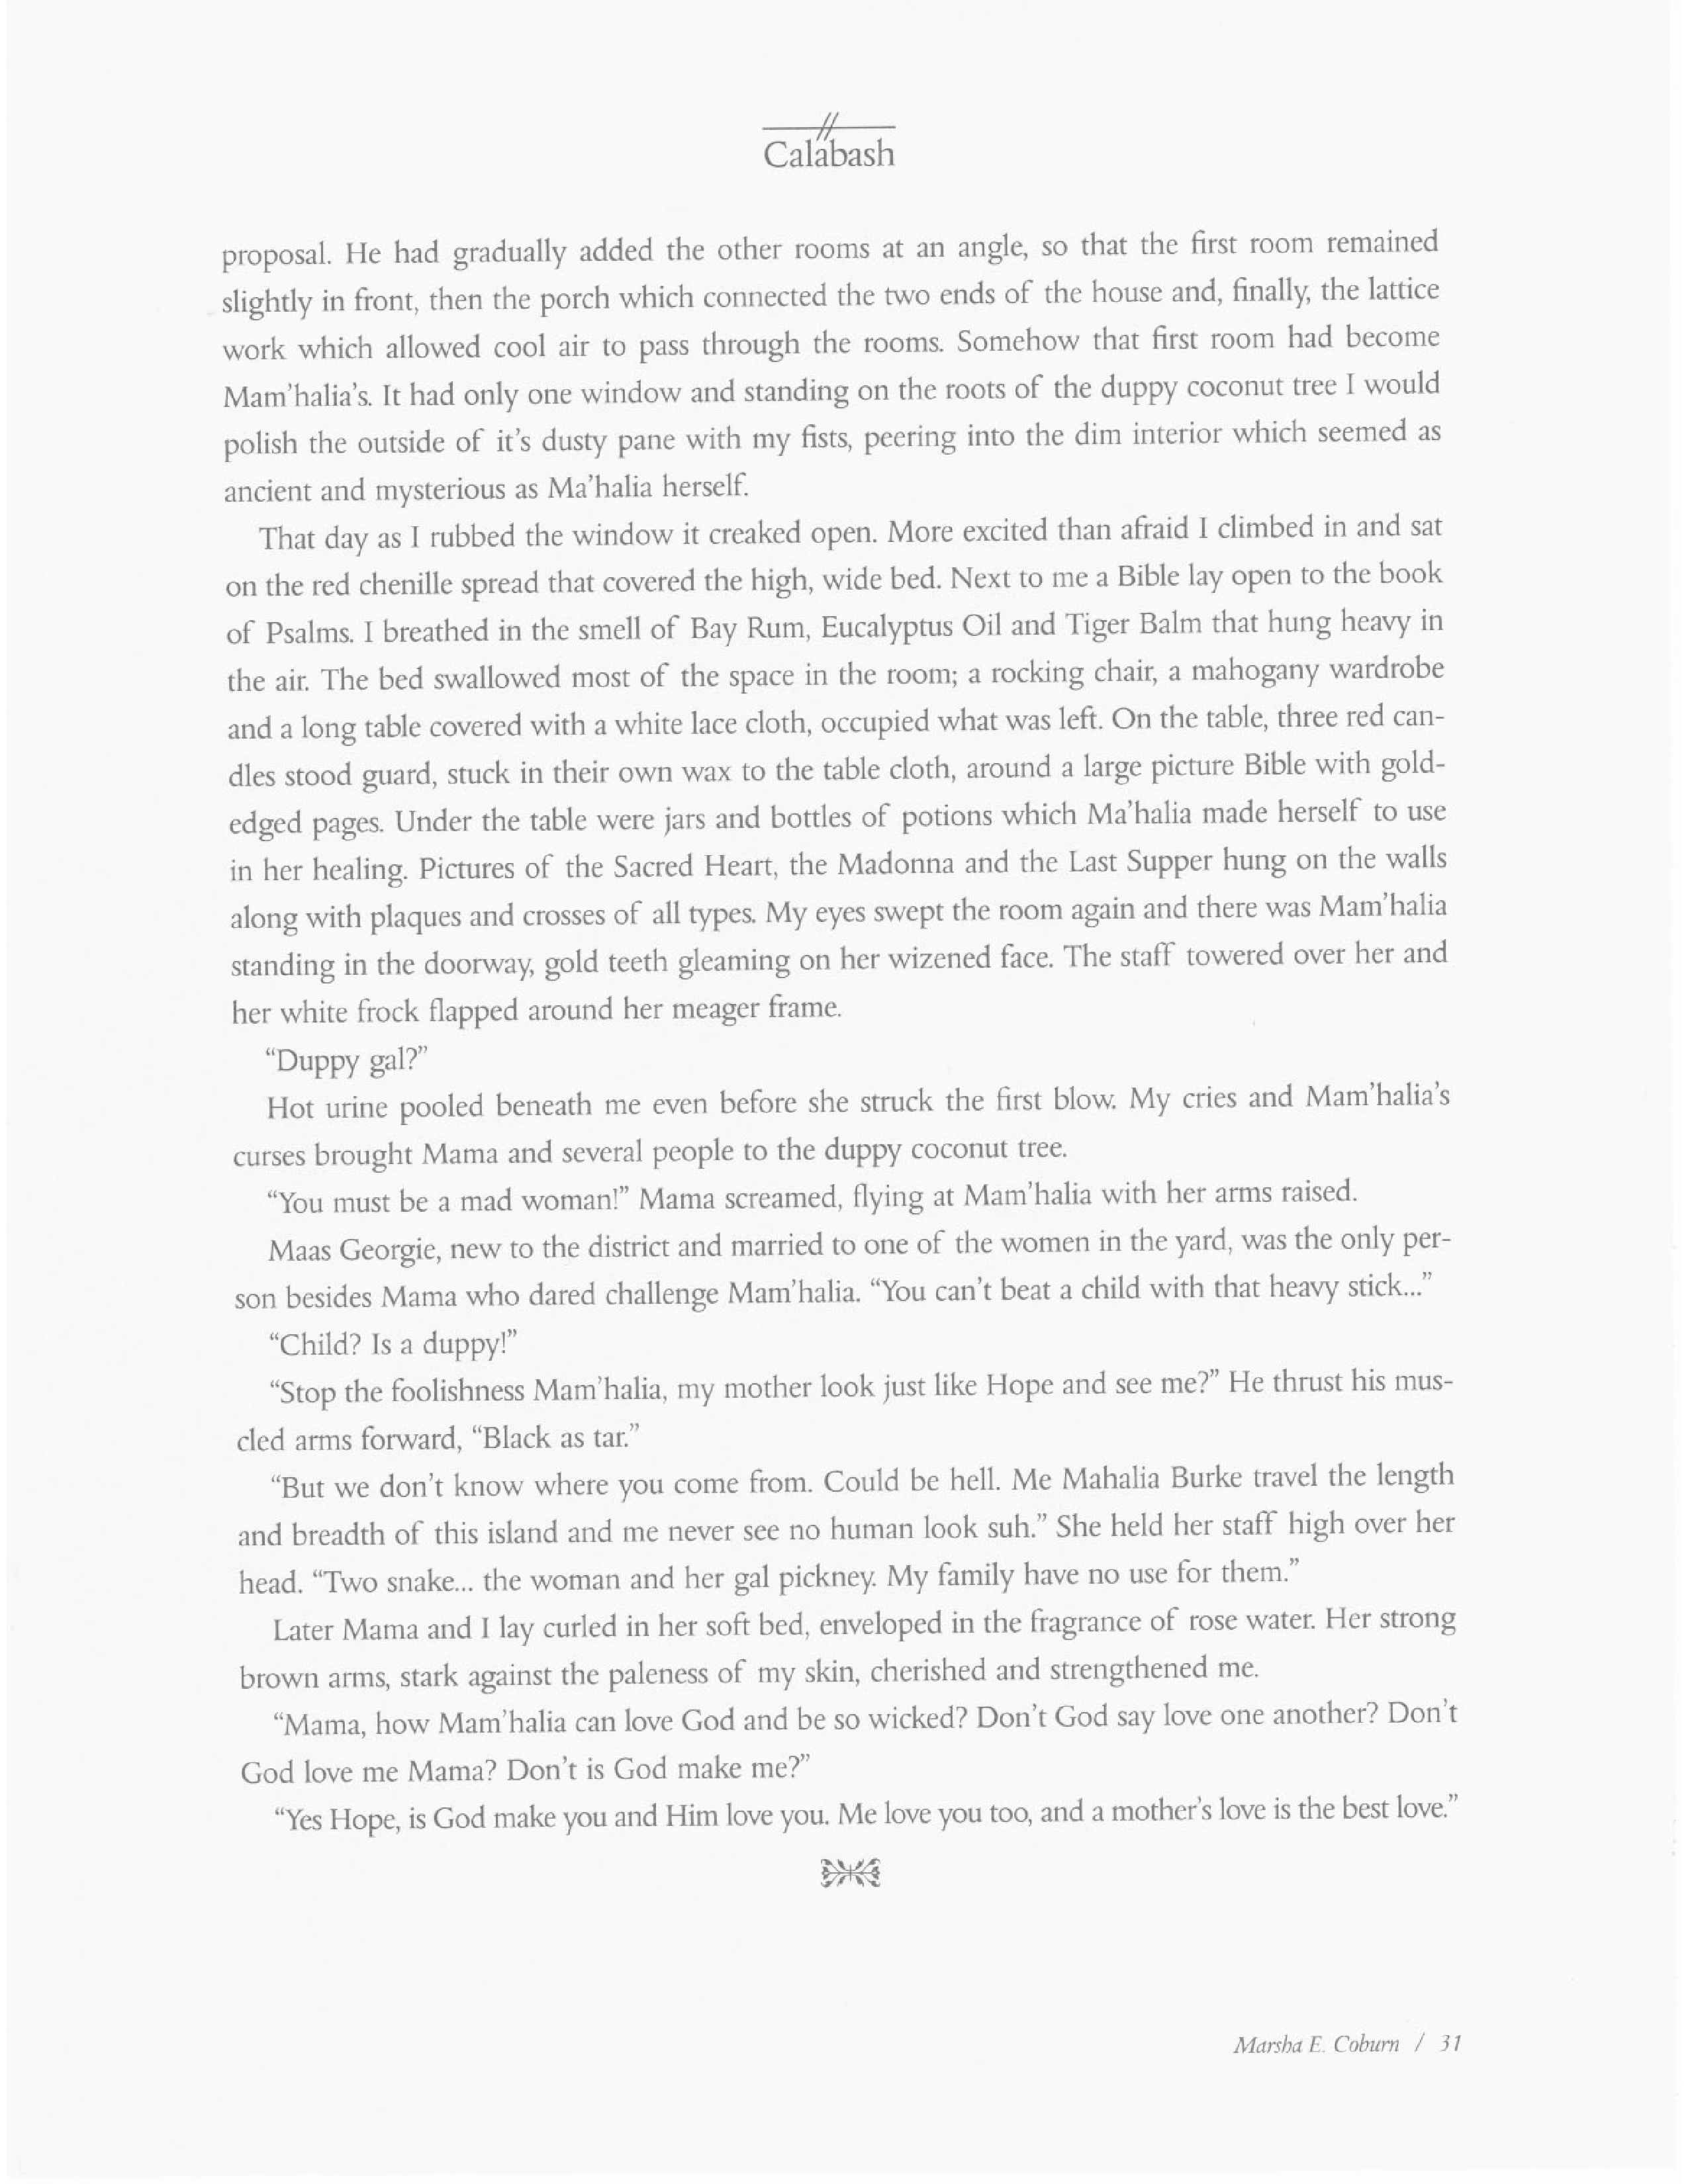 Calabash
proposal. He had gradually added the other rooms at an angle, so that the first room remained
slightly in front, then the porch which connected the two ends of the house and, finally, the lattice
work which allowed cool air to pass through the rooms. Somehow that first room had become
Mam'halia's. It had only one window and standing on the roots of the duppy coconut tree I would
polish the outside of it's dusty pane with my fists, peering into the dim interior which seemed as
ancient and mysterious as Ma'halia herself.
That day as I rubbed the window it creaked open. More excited than afraid I climbed in and sat
on the red chenille spread that covered the high, wide bed. Next to me a Bible lay open to the book
of Psalms. I breathed in the smell of Bay Rum, Eucalyptus Oil and Tiger Balm that hung heavy in
the air. The bed swallowed most of the space in the room; a rocking chair, a mahogany wardrobe
and a long table covered with a white lace cloth, occupied what was left. On the table, three red can-
dles stood guard, stuck in their own wax to the table cloth, around a large picture Bible with gold-
edged pages. Under the table were jars and bottles of potions which Ma'halia made herself to use
in her healing. Pictures of the Sacred Heart, the Madonna and the Last Supper hung on the walls
along with plaques and crosses of all types. My eyes swept the room again and there was Mam'halia
standing in the doorway, gold teeth gleaming on her wizened face. The staff towered over her and
her white frock flapped around her meager frame.
“Duppy gal?”
Hot urine pooled beneath me even before she struck the first blow. My cries and Mam'halia's
curses brought Mama and several people to the duppy coconut tree.
“You must be a mad woman!” Mama screamed, flying at Mam'halia with her arms raised.
Maas Georgie, new to the district and married to one of the women in the yard, was the only per-
son besides Mama who dared challenge Mam'halia. “You can't beat a child with that heavy stick...”
“Child? Is a duppy!”
“Stop the foolishness Mam'halia, my mother look just like Hope and see me?” He thrust his mus-
cled arms forward, “Black as tar.”
“But we don't know where you come from. Could be hell. Me Mahalia Burke travel the length
and breadth of this island and me never see no human look suh.” She held her staff high over her
head. “Two snake... the woman and her gal pickney. My family have no use for them.”
Later Mama and I lay curled in her soft bed, enveloped in the fragrance of rose water. Her strong
brown arms, stark against the paleness of my skin, cherished and strengthened me.
“Mama, how Mam'halia can love God and be so wicked? Don't God say love one another? Don't
God love me Mama? Don't is God make me?”
“Yes Hope, is God make you and Him love you. Me love you too, and a mother's love is the best love.”
Marsha E. Coburn / 31